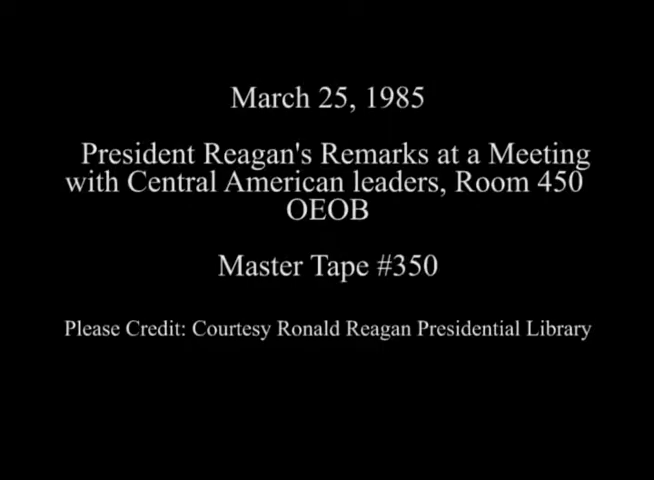 March 25, 1985
President Reagan's Remarks at a Meeting
with Central American leaders, Room 450
OEOB
Master Tape #350
Please Credit: Courtesy Ronald Reagan Presidential Library